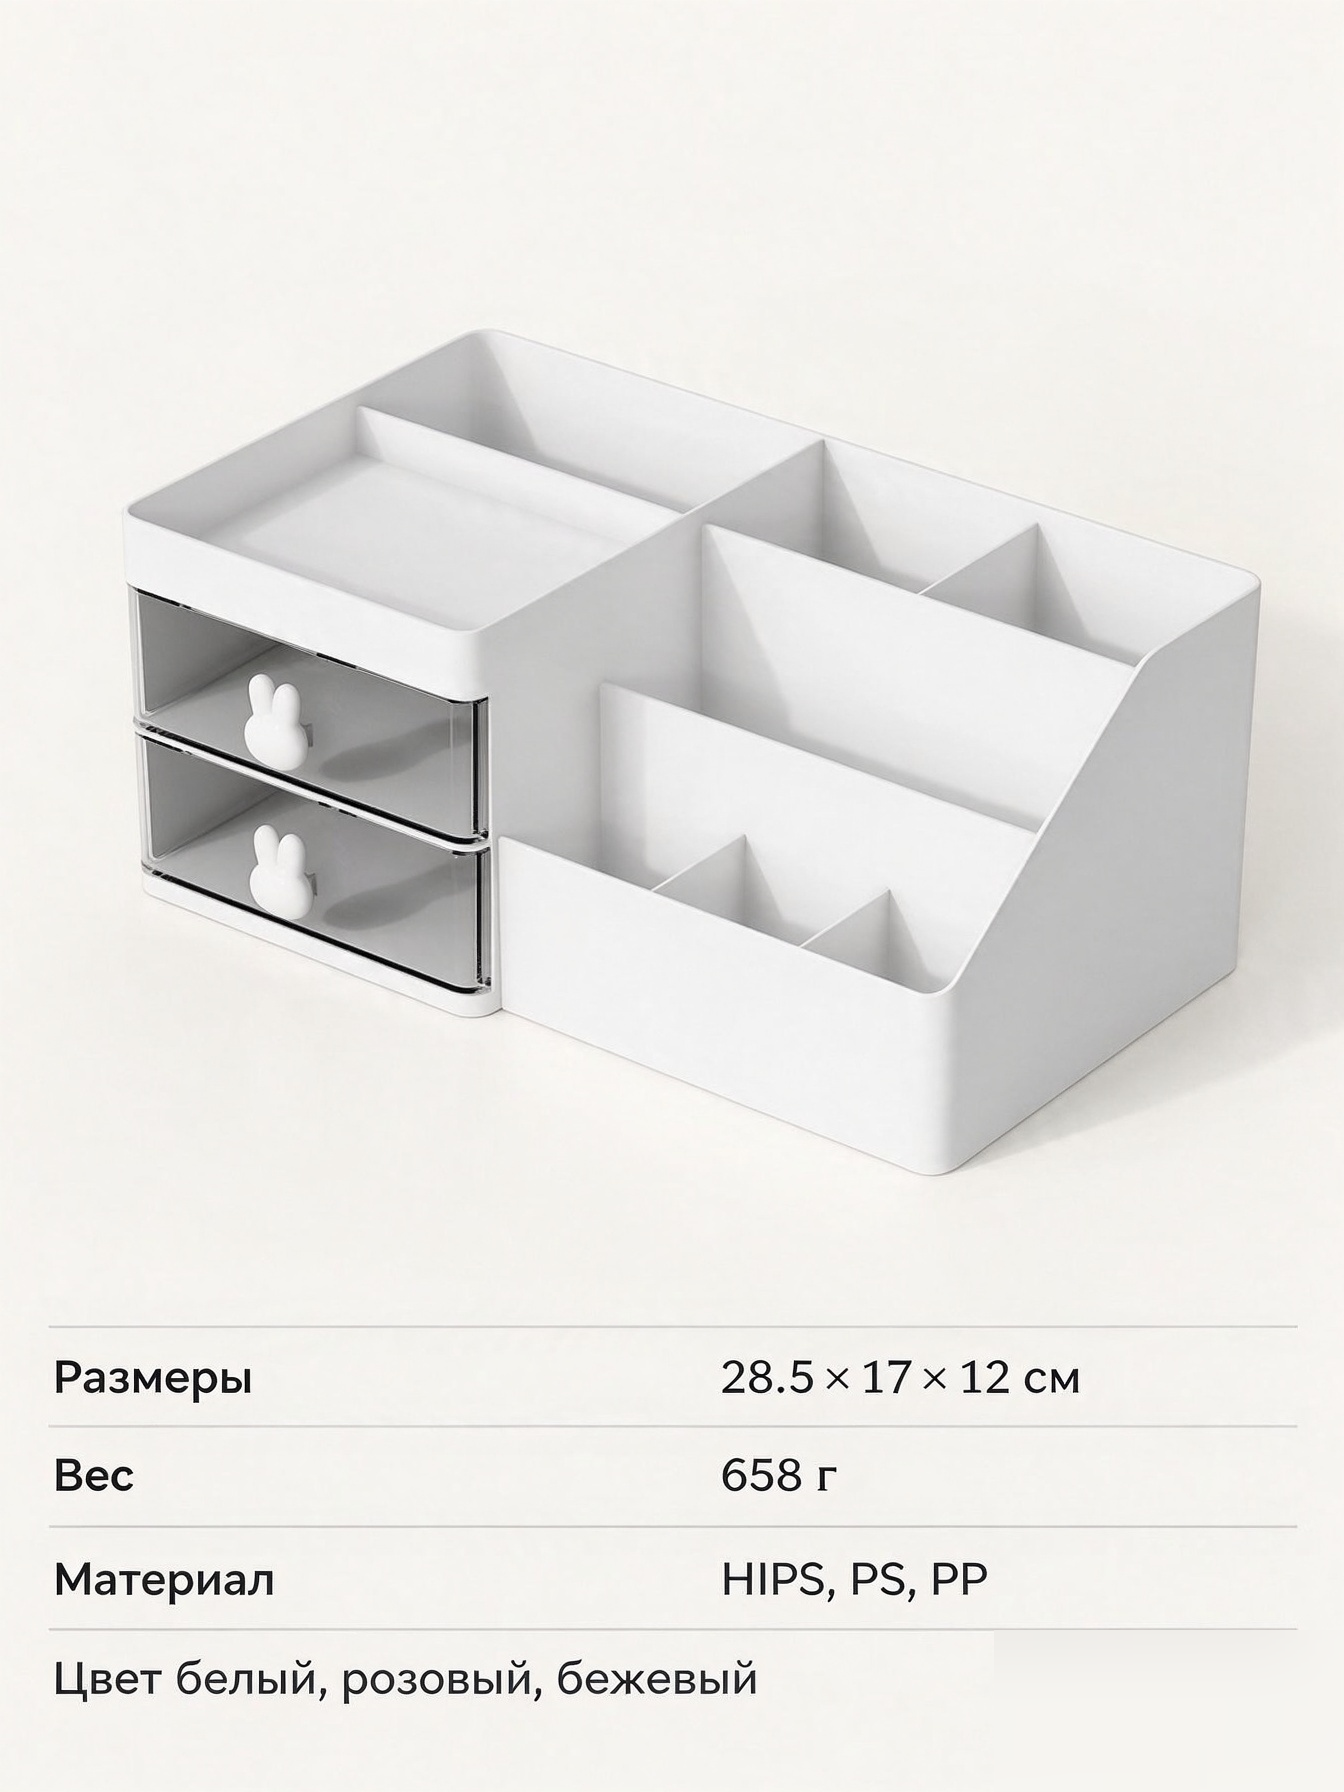 Размеры 28.5 × 17 × 12 см
Вес 658 г
Материал HIPS, PS, PP
Цвет белый, розовый, бежевый